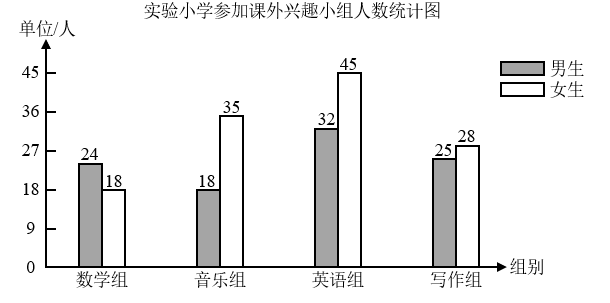 实验小学参加课外兴趣小组人数统计图
单位/人
男生
女生
45
36
27
18
9
0
24
18
18
35
32
45
25
28
数学组
音乐组
英语组
写作组
组别